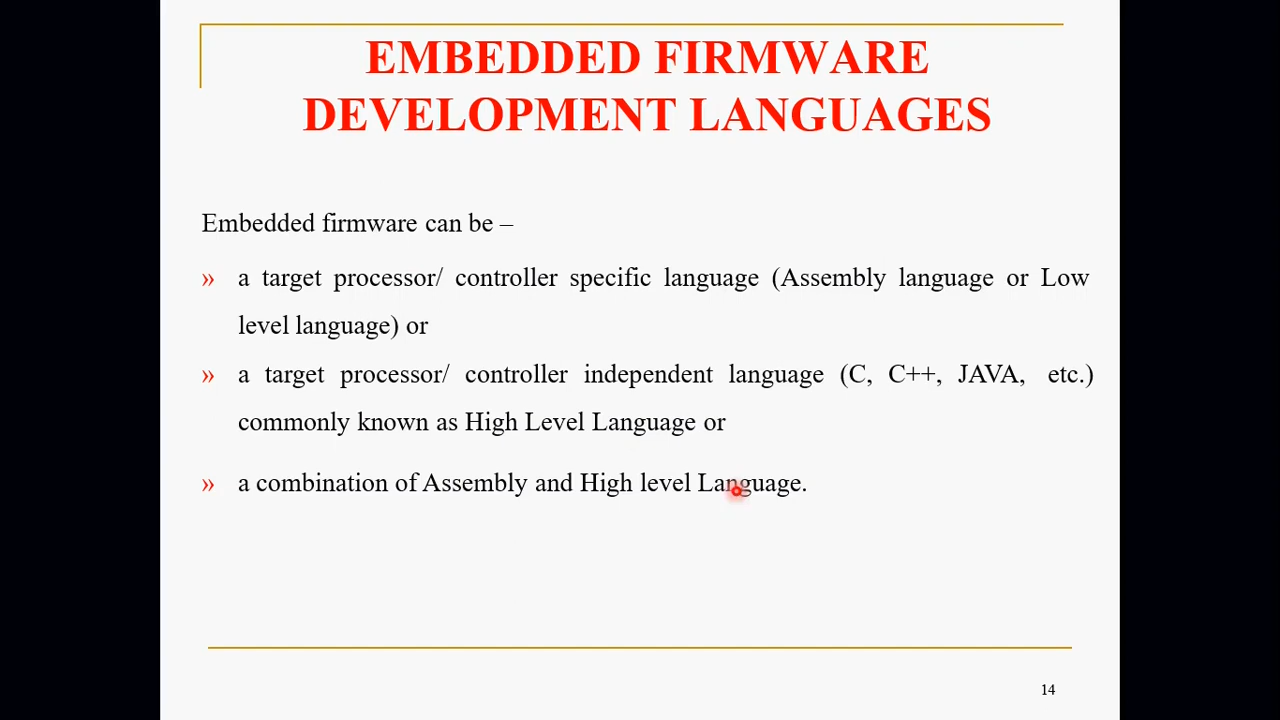 EMBEDDED FIRMWARE
DEVELOPMENT LANGUAGES
Embedded firmware can be –
» a target processor/ controller specific language (Assembly language or Low
level language) or
» a target processor/ controller independent language (C, C++, JAVA, etc.)
commonly known as High Level Language or
» a combination of Assembly and High level Language.
14